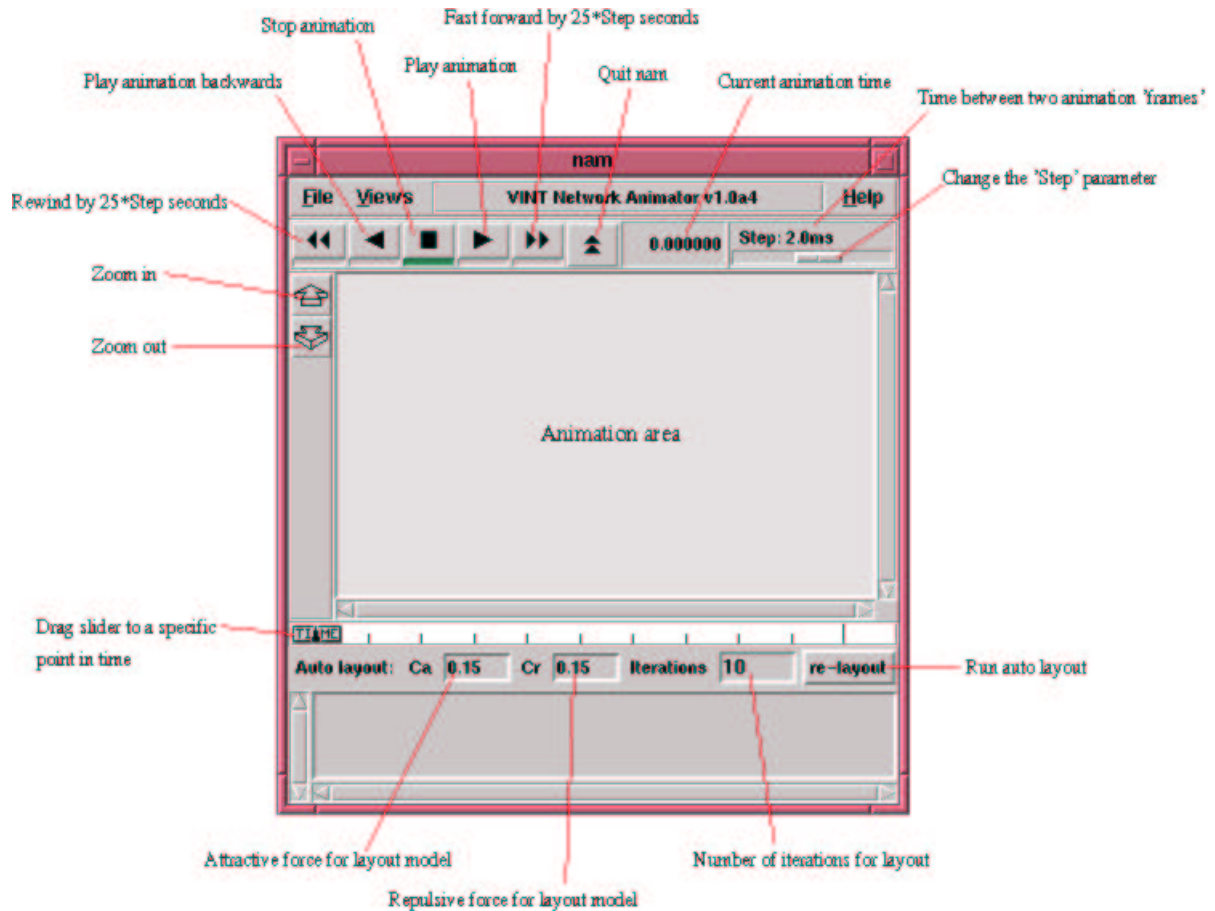 Fast forward by 25*Step seconds
Stop animation
Play animation
Quit nam
Play animation backwards
Current animation time
Time between two animation 'frames'
nam
Change the 'Step' parameter
File Views VINT Network Animator v1.0a4 Help
Rewind by 25*Step seconds
0.000000 Step: 2.0ms
Zoom in
Zoom out
Animation area
Drag slider to a specific
point in time
TIME
Auto layout: Ca 0.15 Cr 0.15 Iterations 10 re-layout
Run auto layout
Attractive force for layout model
Number of iterations for layout
Repulsive force for layout model